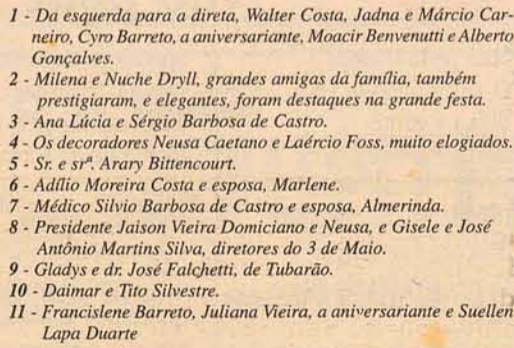 1 - Da esquerda para a direta, Walter Costa, Jadna e Márcio Car-
neiro, Cyro Barreto, a aniversariante, Moacir Benvenutti e Alberto
Gonçalves.
2 - Milena e Nuche Dryll, grandes amigas da família, também
prestigiaram, e elegantes, foram destaques na grande festa.
3 - Ana Lúcia e Sérgio Barbosa de Castro.
4 - Os decoradores Neusa Caetano e Laércio Foss, muito elogiados.
5 - Sr. e srª. Arary Bittencourt.
6 - Adílio Moreira Costa e esposa, Marlene.
7 - Médico Silvio Barbosa de Castro e esposa, Almerinda.
8 - Presidente Jaison Vieira Domiciano e Neusa, e Gisele e José
Antônio Martins Silva, diretores do 3 de Maio.
9 - Gladys e dr. José Falchetti, de Tubarão.
10 - Daimar e Tito Silvestre.
11 - Francislene Barreto, Juliana Vieira, a aniversariante e Suellen
Lapa Duarte